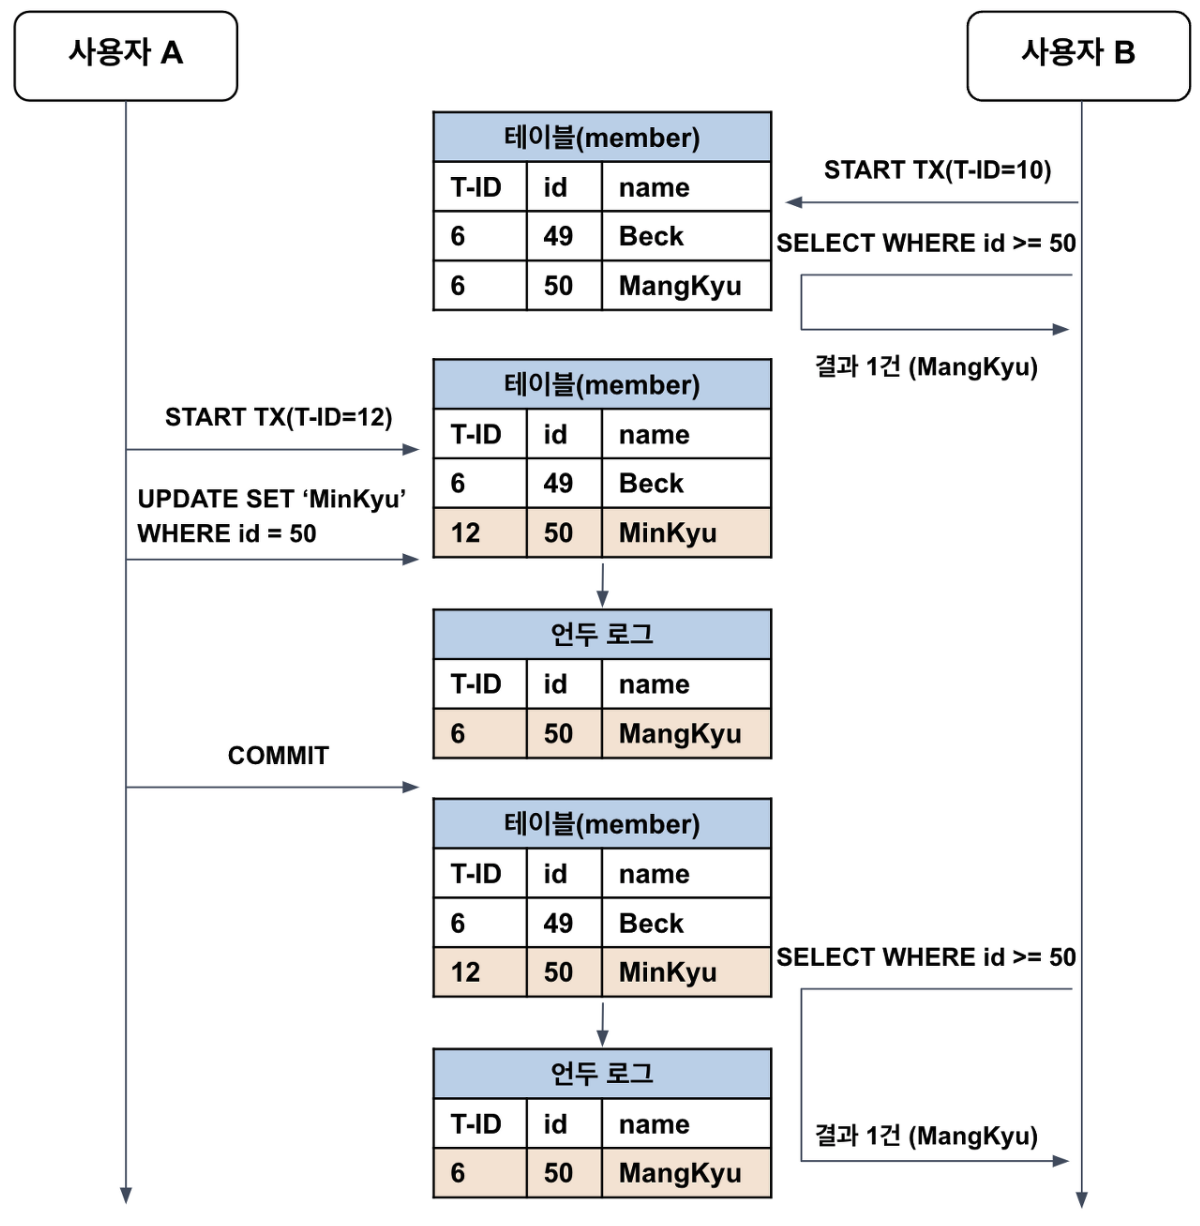 사용자 A
사용자 B
테이블(member)
T-ID id name
6 49 Beck
6 50 MangKyu
START TX(T-ID=10)
SELECT WHERE id >= 50
결과 1건 (MangKyu)
START TX(T-ID=12)
UPDATE SET ‘MinKyu’
WHERE id = 50
테이블(member)
T-ID id name
6 49 Beck
12 50 MinKyu
언두 로그
T-ID id name
6 50 MangKyu
COMMIT
테이블(member)
T-ID id name
6 49 Beck
12 50 MinKyu
SELECT WHERE id >= 50
언두 로그
T-ID id name
6 50 MangKyu
결과 1건 (MangKyu)